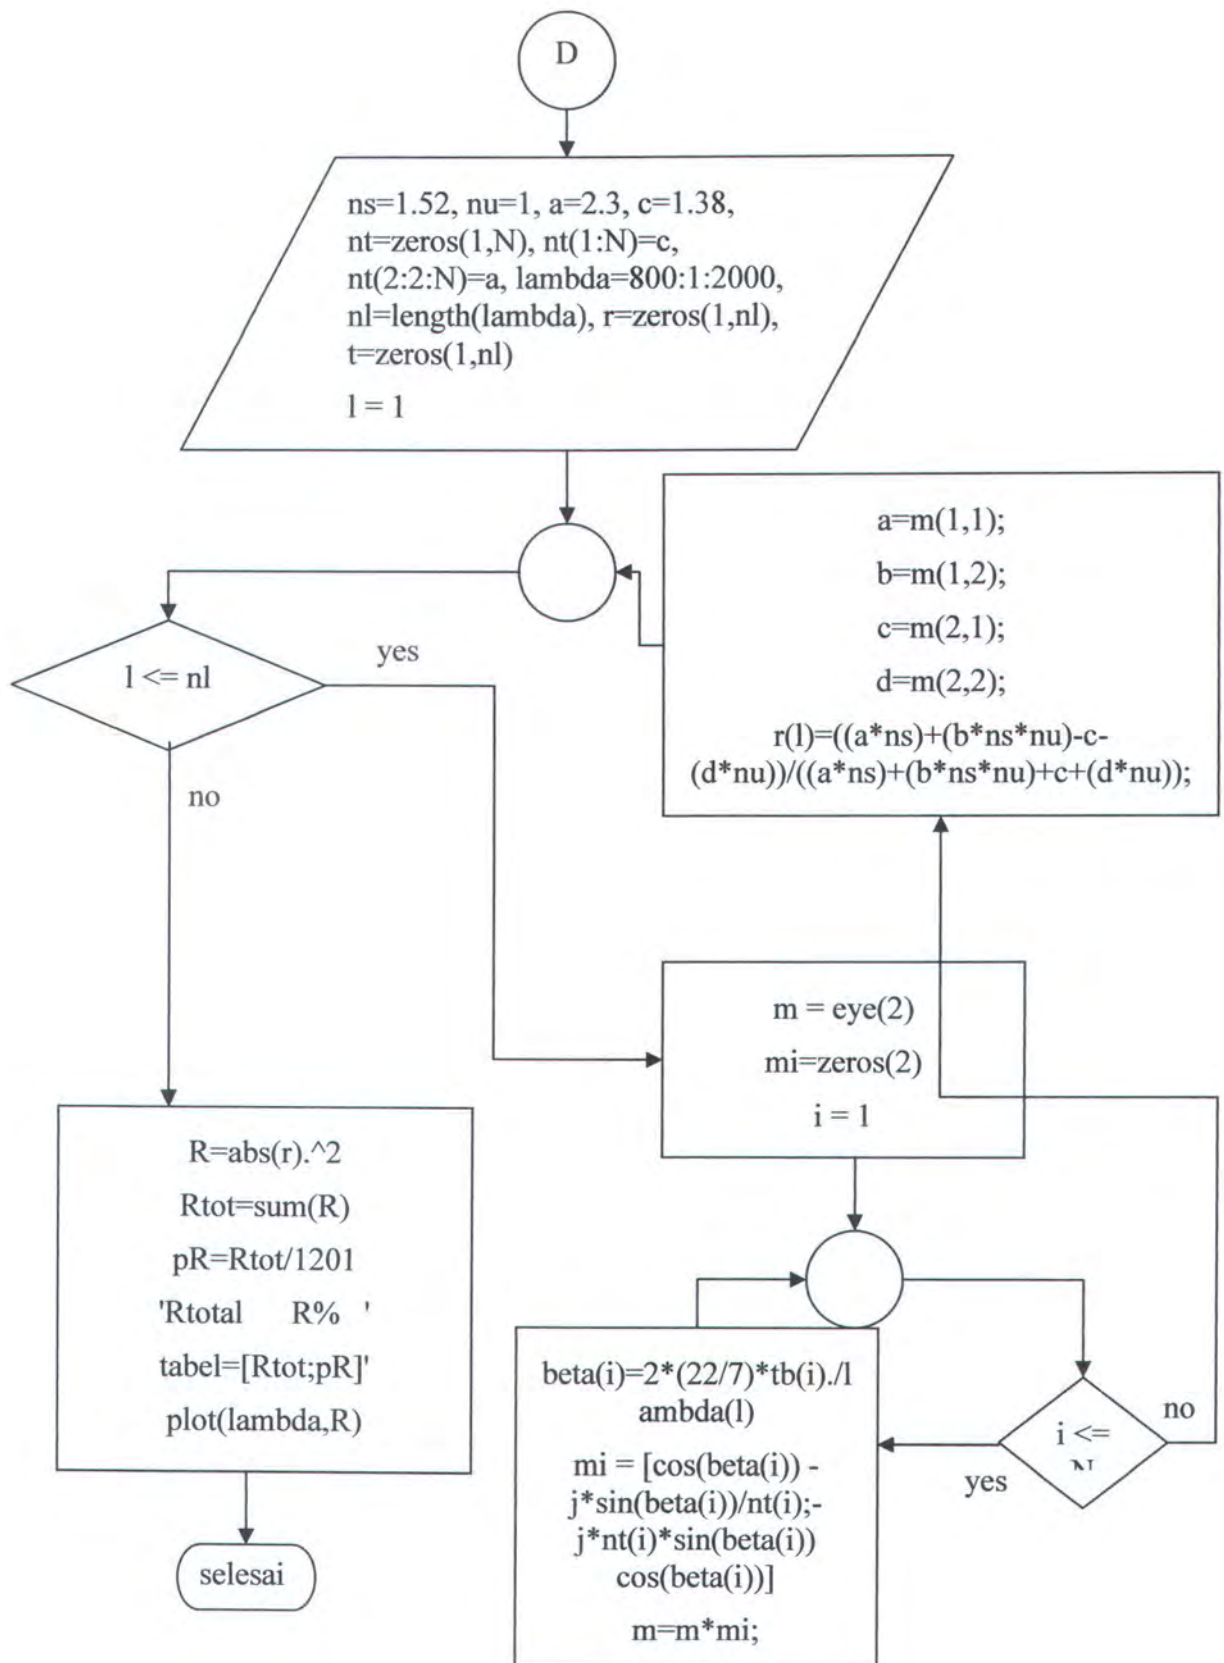 D
ns=1.52, nu=1, a=2.3, c=1.38,
nt=zeros(1,N), nt(1:N)=c,
nt(2:2:N)=a, lambda=800:1:2000,
nl=length(lambda), r=zeros(1,nl),
t=zeros(1,nl)
l = 1
a=m(1,1);
b=m(1,2);
c=m(2,1);
d=m(2,2);
r(l)=((a*ns)+(b*ns*nu)-c-
(d*nu))/((a*ns)+(b*ns*nu)+c+(d*nu));
l <= nl
yes
no
m = eye(2)
mi=zeros(2)
i = 1
R=abs(r).^2
Rtot=sum(R)
pR=Rtot/1201
'Rtotal R% '
tabel=[Rtot;pR]'
plot(lambda,R)
selesai
beta(i)=2*(22/7)*tb(i)./l
ambda(l)
mi = [cos(beta(i)) -
j*sin(beta(i))/nt(i);-
j*nt(i)*sin(beta(i))
cos(beta(i))]
m=m*mi;
i <=
N
no
yes